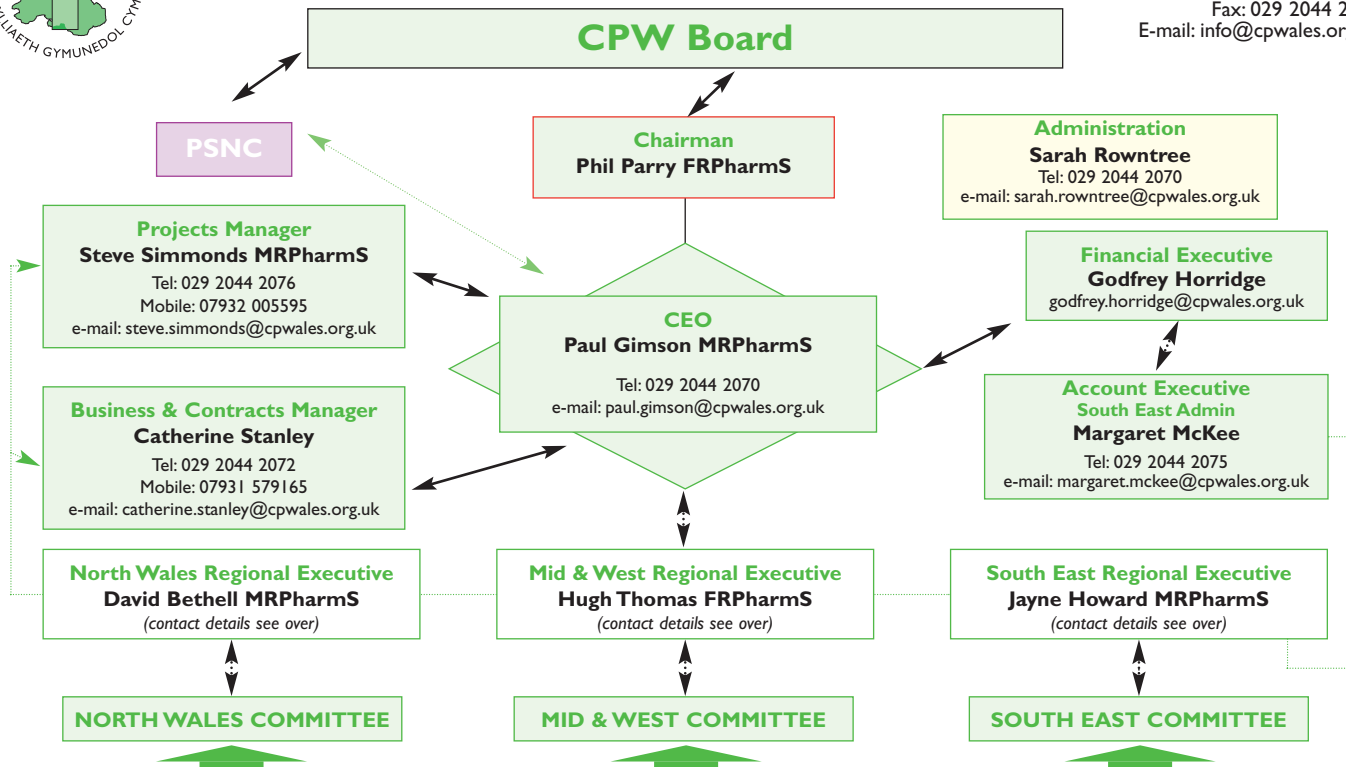 YLLIAETH GYMUNEDOL CYM
Fax: 029 2044 2
E-mail: info@cpwales.org
CPW Board
PSNC
Chairman
Phil Parry FRPharmS
Administration
Sarah Rowntree
Tel: 029 2044 2070
e-mail: sarah.rowntree@cpwales.org.uk
Projects Manager
Steve Simmonds MRPharmS
Tel: 029 2044 2076
Mobile: 07932 005595
e-mail: steve.simmonds@cpwales.org.uk
Financial Executive
Godfrey Horridge
godfrey.horridge@cpwales.org.uk
CEO
Paul Gimson MRPharmS
Tel: 029 2044 2070
e-mail: paul.gimson@cpwales.org.uk
Business & Contracts Manager
Catherine Stanley
Tel: 029 2044 2072
Mobile: 07931 579165
e-mail: catherine.stanley@cpwales.org.uk
Account Executive
South East Admin
Margaret McKee
Tel: 029 2044 2075
e-mail: margaret.mckee@cpwales.org.uk
North Wales Regional Executive
David Bethell MRPharmS
(contact details see over)
Mid & West Regional Executive
Hugh Thomas FRPharmS
(contact details see over)
South East Regional Executive
Jayne Howard MRPharmS
(contact details see over)
NORTH WALES COMMITTEE
MID & WEST COMMITTEE
SOUTH EAST COMMITTEE